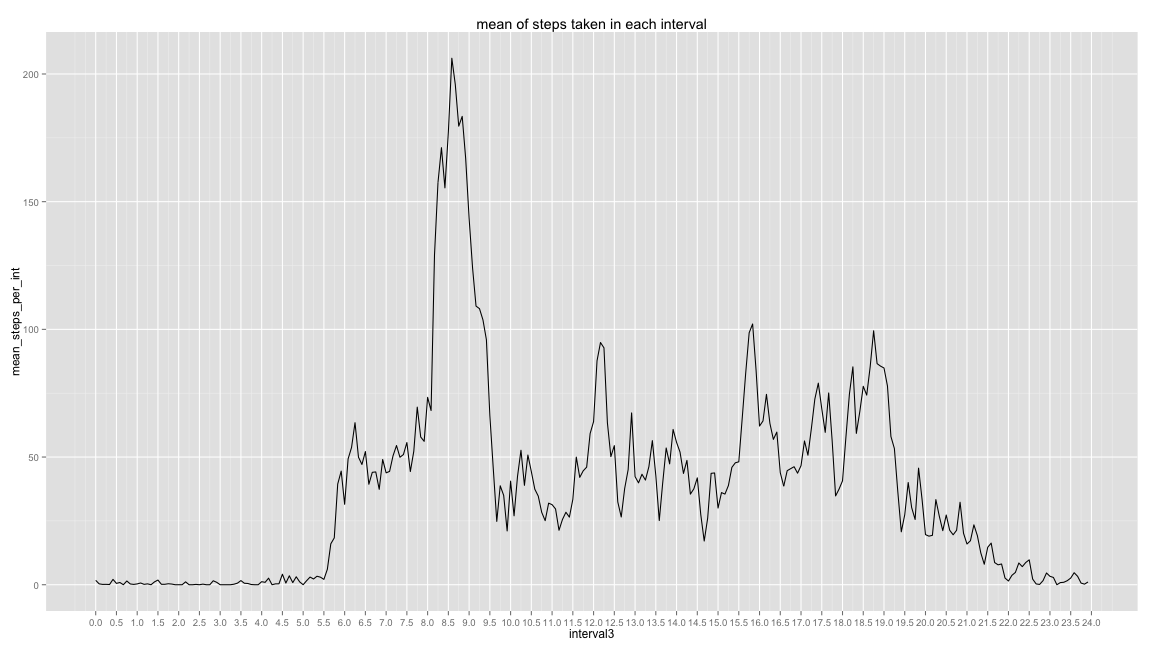 mean of steps taken in each interval
mean_steps_per_int
200
150
100
50
0
0.0 0.5 1.0 1.5 2.0 2.5 3.0 3.5 4.0 4.5 5.0 5.5 6.0 6.5 7.0 7.5 8.0 8.5 9.0 9.5 10.0 10.5 11.0 11.5 12.0 12.5 13.0 13.5 14.0 14.5 15.0 15.5 16.0 16.5 17.0 17.5 18.0 18.5 19.0 19.5 20.0 20.5 21.0 21.5 22.0 22.5 23.0 23.5 24.0
interval3